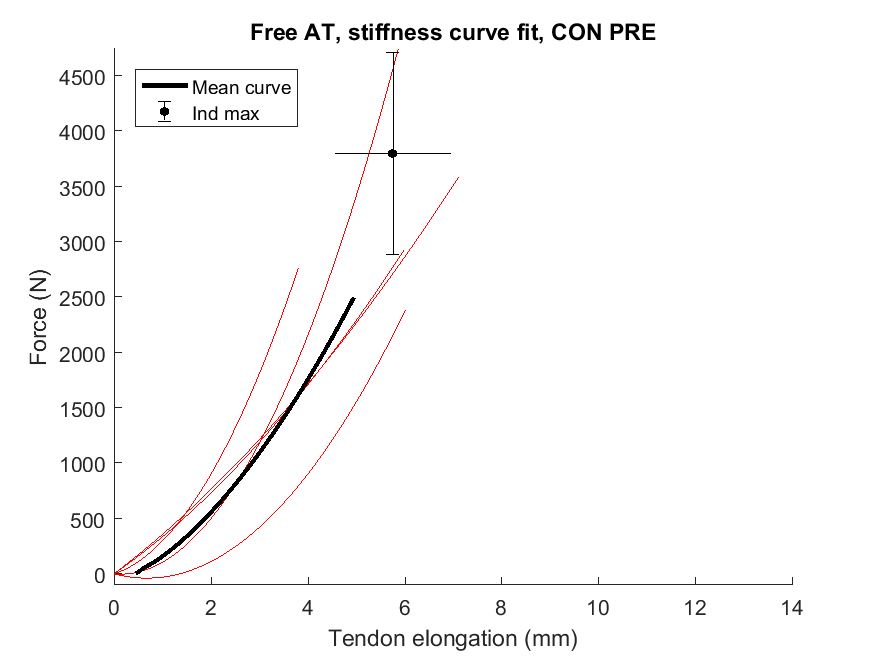 Free AT, stiffness curve fit, CON PRE
Mean curve
Ind max
4500
4000
3500
3000
2500
2000
1500
1000
500
0
Force (N)
0 2 4 6 8 10 12 14
Tendon elongation (mm)